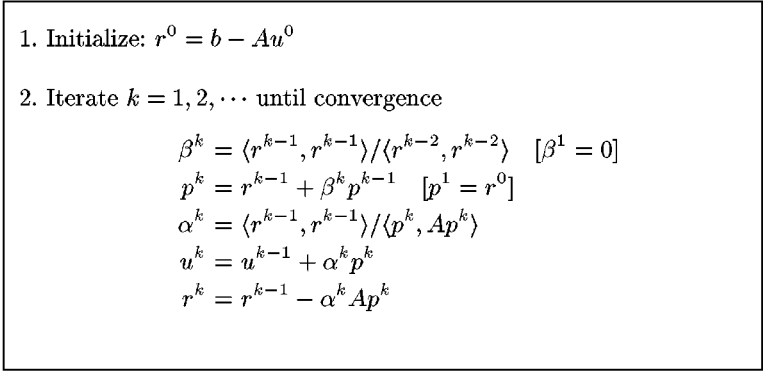 1. Initialize: r^0 = b − Au^0
2. Iterate k = 1, 2, ⋯ until convergence
β^k = ⟨r^{k−1}, r^{k−1}⟩/⟨r^{k−2}, r^{k−2}⟩ [β^1 = 0]
p^k = r^{k−1} + β^k p^{k−1} [p^1 = r^0]
α^k = ⟨r^{k−1}, r^{k−1}⟩/⟨p^k, Ap^k⟩
u^k = u^{k−1} + α^k p^k
r^k = r^{k−1} − α^k Ap^k